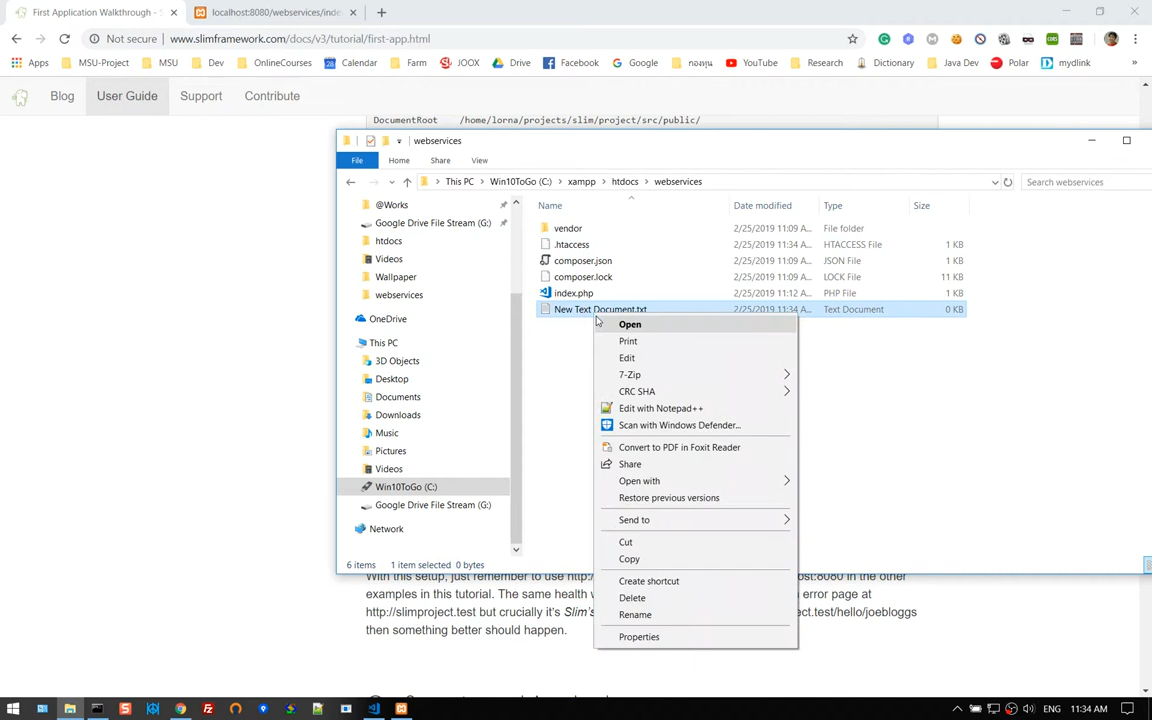 First Application Walkthrough - Slim
localhost:8080/webservices/inde
Not secure
www.slimframework.com/docs/v3/tutorial/first-app.html
Apps
MSU-Project
MSU
Dev
OnlineCourses
Calendar
Farm
JOOX
Drive
Facebook
Google
กองทุน
YouTube
Research
Dictionary
Java Dev
Polar
mydlink
»
Blog
User Guide
Support
Contribute
DocumentRoot /home/lorna/projects/slim/project/src/public/
webservices
File
Home
Share
View
This PC > Win10ToGo (C:) > xampp > htdocs > webservices
Search webservices
Name
Date modified
Type
Size
@Works
Google Drive File Stream (G:)
htdocs
Videos
Wallpaper
webservices
OneDrive
This PC
3D Objects
Desktop
Documents
Downloads
Music
Pictures
Videos
Win10ToGo (C:)
Google Drive File Stream (G:)
Network
vendor 2/25/2019 11:09 A... File folder
.htaccess 2/25/2019 11:34 A... HTACCESS File 1 KB
composer.json 2/25/2019 11:09 A... JSON File 1 KB
composer.lock 2/25/2019 11:09 A... LOCK File 11 KB
index.php 2/25/2019 11:12 A... PHP File 1 KB
New Text Document.txt 2/25/2019 11:34 A... Text Document 0 KB
Open
Print
Edit
7-Zip
CRC SHA
Edit with Notepad++
Scan with Windows Defender...
Convert to PDF in Foxit Reader
Share
Open with
Restore previous versions
Send to
Cut
Copy
Create shortcut
Delete
Rename
Properties
6 items 1 item selected 0 bytes
With this setup, just remember to use http:/ ost:8080 in the other
examples in this tutorial. The same health w error page at
http://slimproject.test but crucially it's Slim's ct.test/hello/joebloggs
then something better should happen.
ENG
11:34 AM